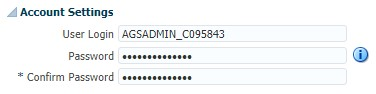 Account Settings
User Login AGSADMIN_C095843
Password ••••••••••••••
* Confirm Password ••••••••••••••